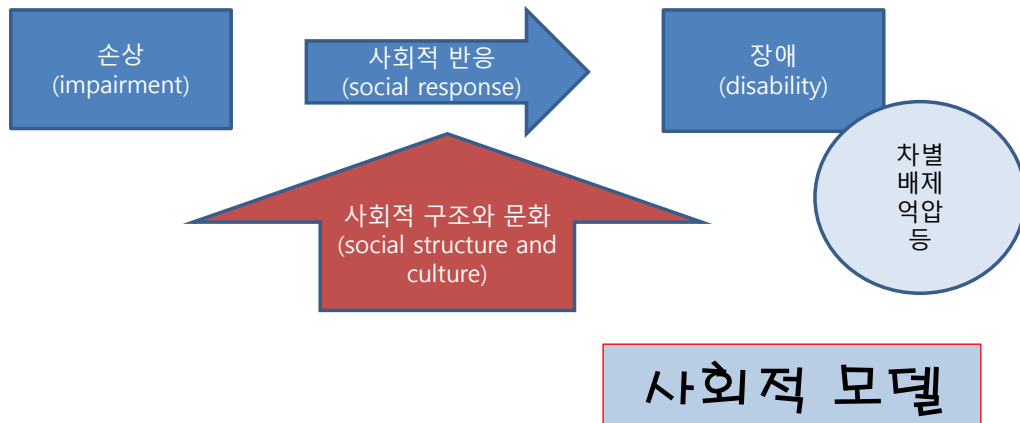 손상
(impairment)
사회적 반응
(social response)
장애
(disability)
차별
배제
억압
등
사회적 구조와 문화
(social structure and
culture)
사회적 모델